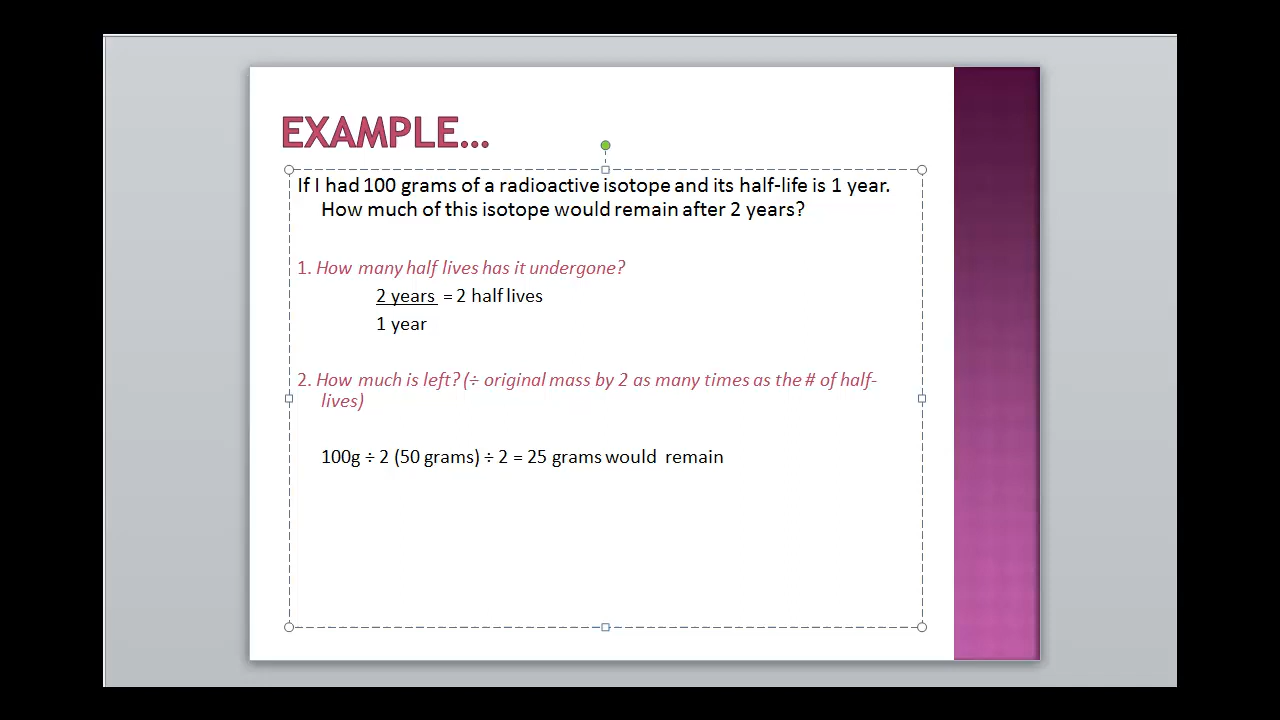 EXAMPLE...
If I had 100 grams of a radioactive isotope and its half-life is 1 year.
How much of this isotope would remain after 2 years?
1. How many half lives has it undergone?
2 years = 2 half lives
1 year
2. How much is left? (÷ original mass by 2 as many times as the # of half-
lives)
100g ÷ 2 (50 grams) ÷ 2 = 25 grams would remain